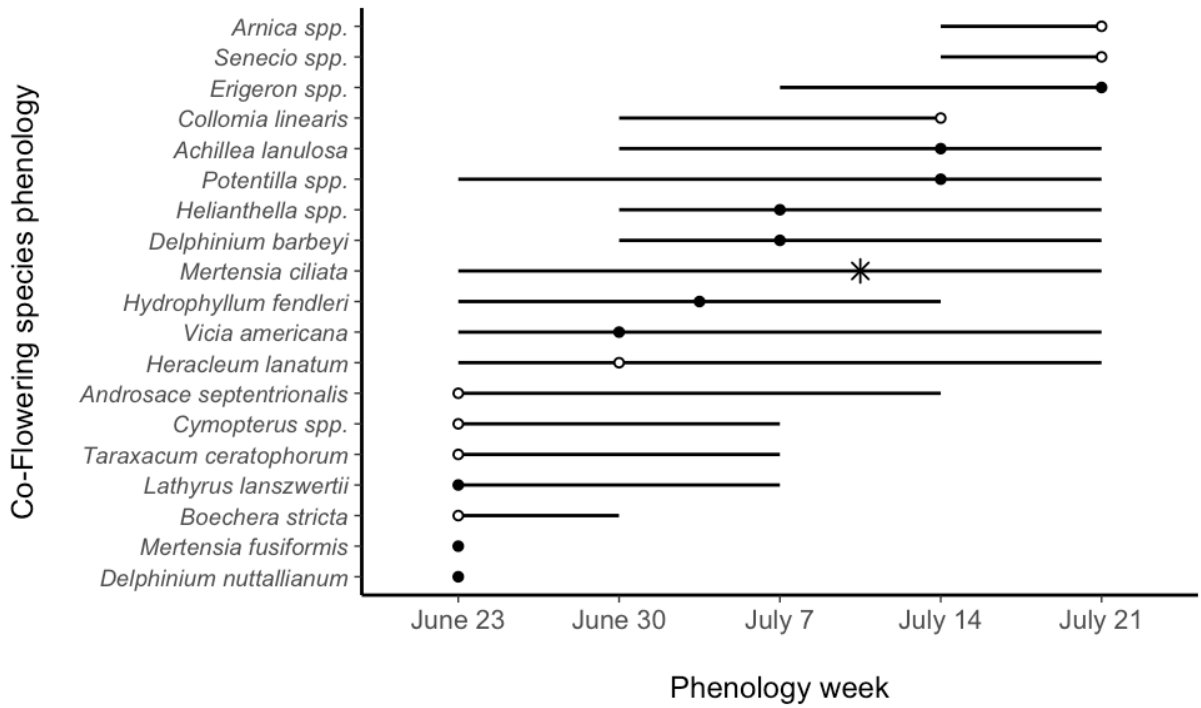 Co-Flowering species phenology
Arnica spp.
Senecio spp.
Erigeron spp.
Collomia linearis
Achillea lanulosa
Potentilla spp.
Helianthella spp.
Delphinium barbeyi
Mertensia ciliata
Hydrophyllum fendleri
Vicia americana
Heracleum lanatum
Androsace septentrionalis
Cymopterus spp.
Taraxacum ceratophorum
Lathyrus lanszwertii
Boechera stricta
Mertensia fusiformis
Delphinium nuttallianum
June 23 June 30 July 7 July 14 July 21
Phenology week